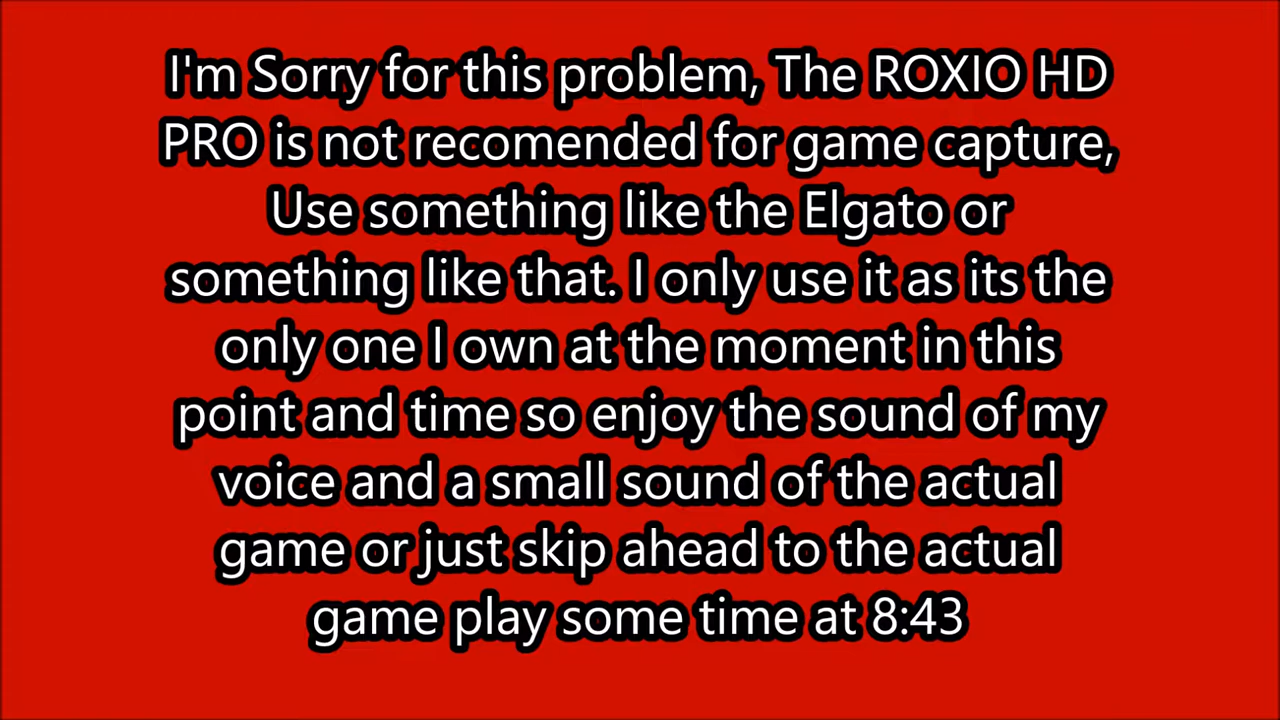 I'm Sorry for this problem, The ROXIO HD
PRO is not recomended for game capture,
Use something like the Elgato or
something like that. I only use it as its the
only one I own at the moment in this
point and time so enjoy the sound of my
voice and a small sound of the actual
game or just skip ahead to the actual
game play some time at 8:43